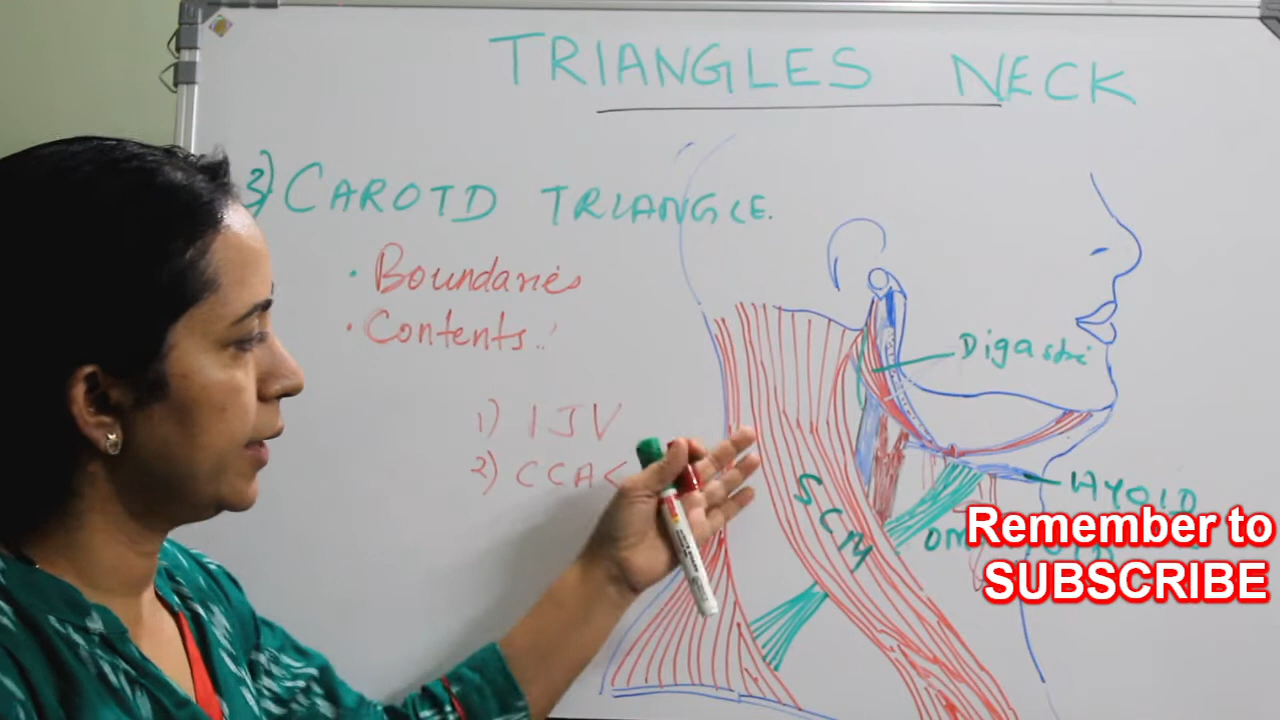 TRIANGLES NECK
3) CAROTD TRIANGLE.
• Boundaries
• Contents :
1) IJV
2) CCA <
Digastric
SCM
HYOID
Remember to
SUBSCRIBE